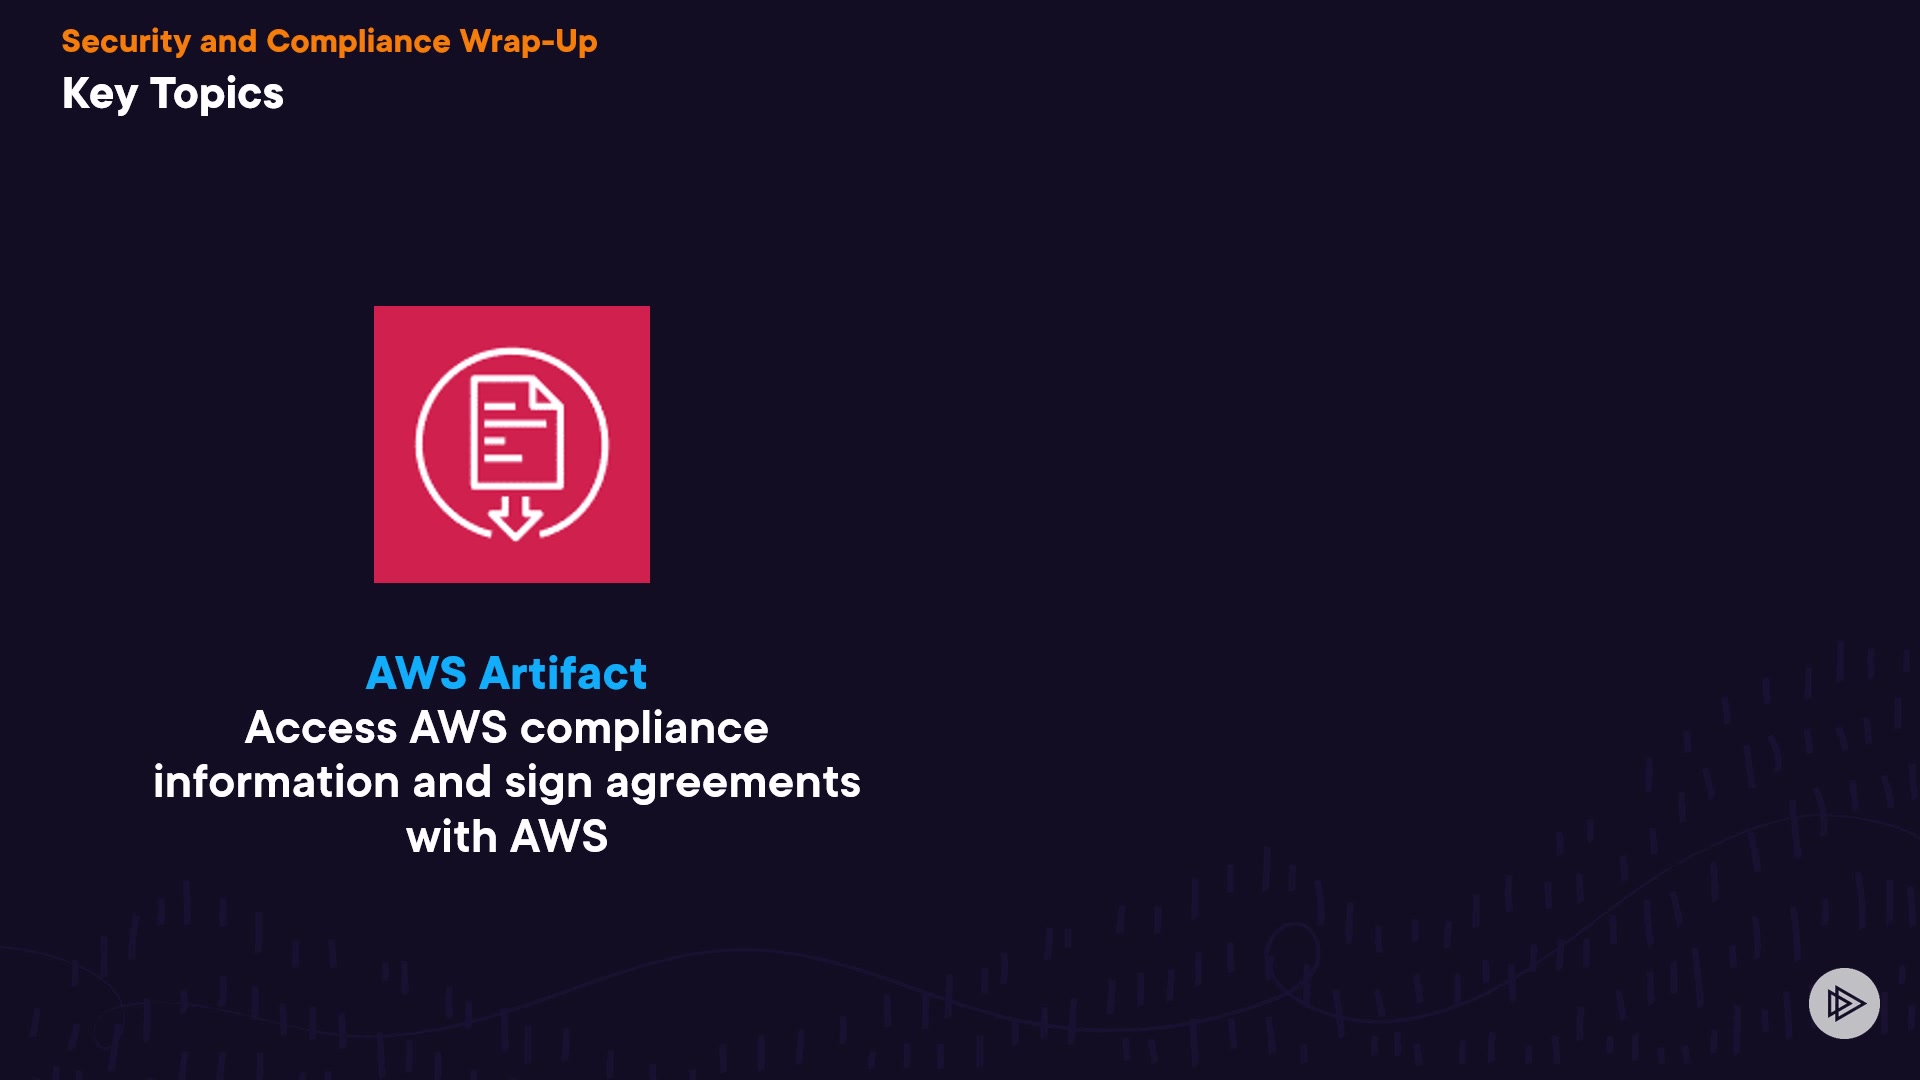 Security and Compliance Wrap-Up
Key Topics
AWS Artifact
Access AWS compliance
information and sign agreements
with AWS